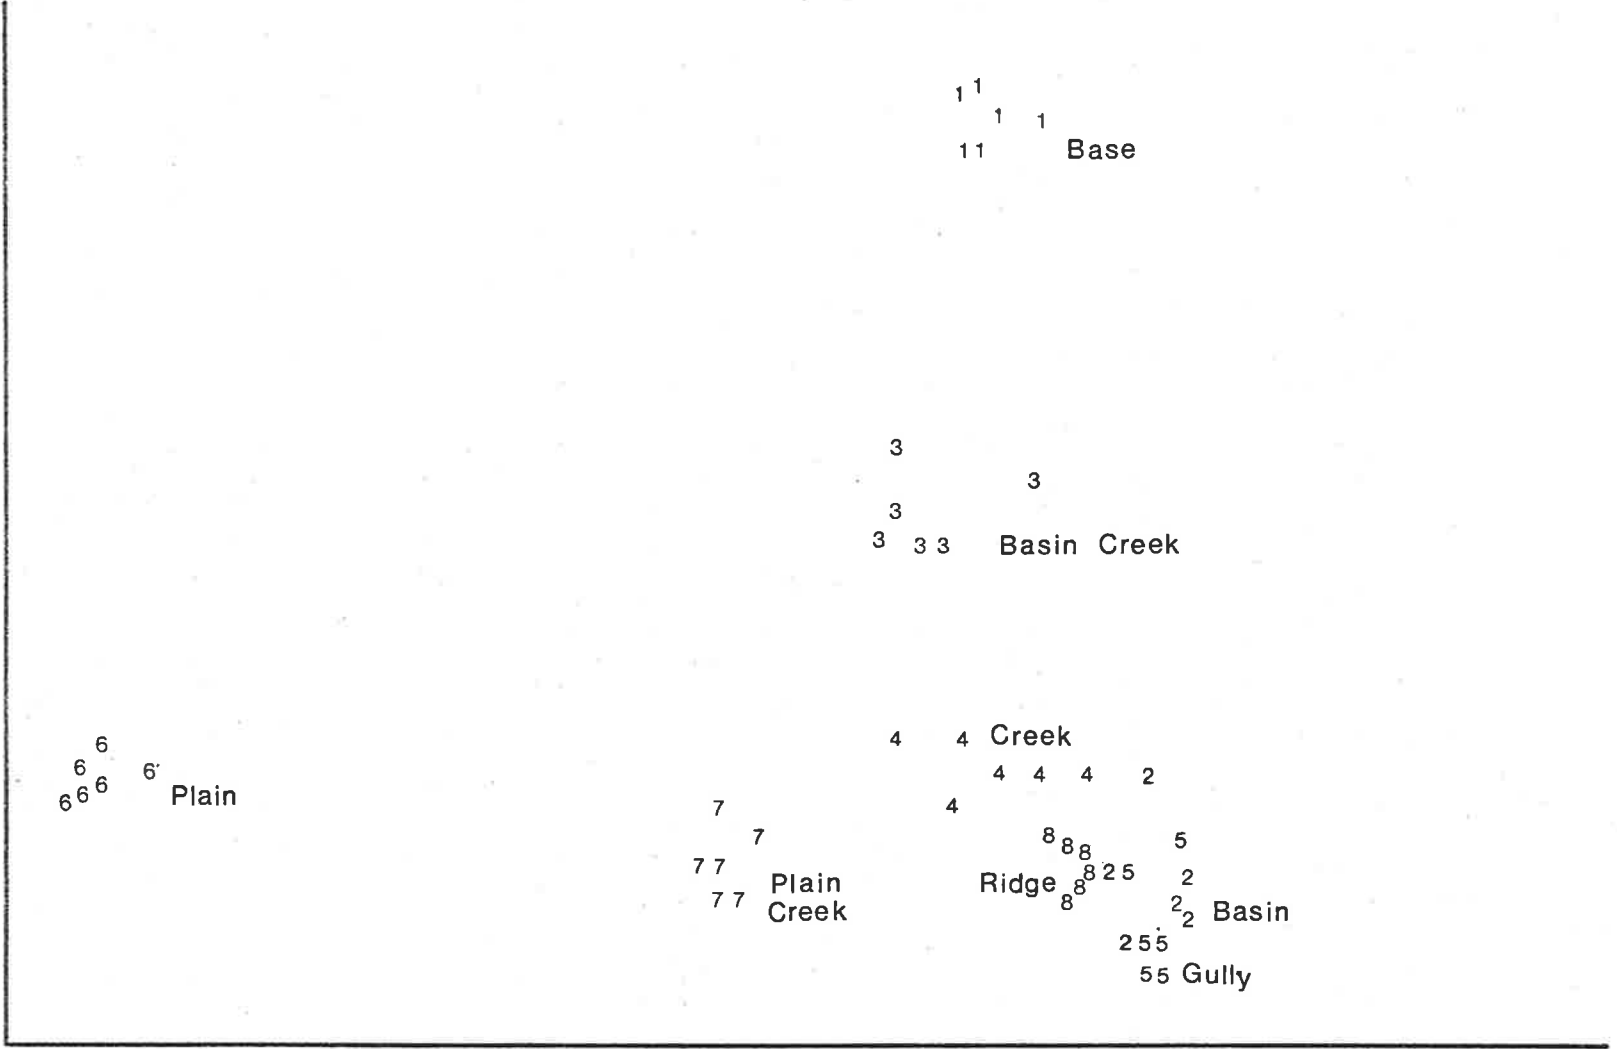 1 1
1 1
1 1 Base
3
3
3
3 3 3 Basin Creek
4 4 Creek
6
6 6 4 4 4 2
6 6 6 Plain
7 4
7 8 5
8 8
7 7 8 2 5
Plain Ridge 8 2
7 7 8 2
Creek 2 Basin
2 5 5
5 5 Gully